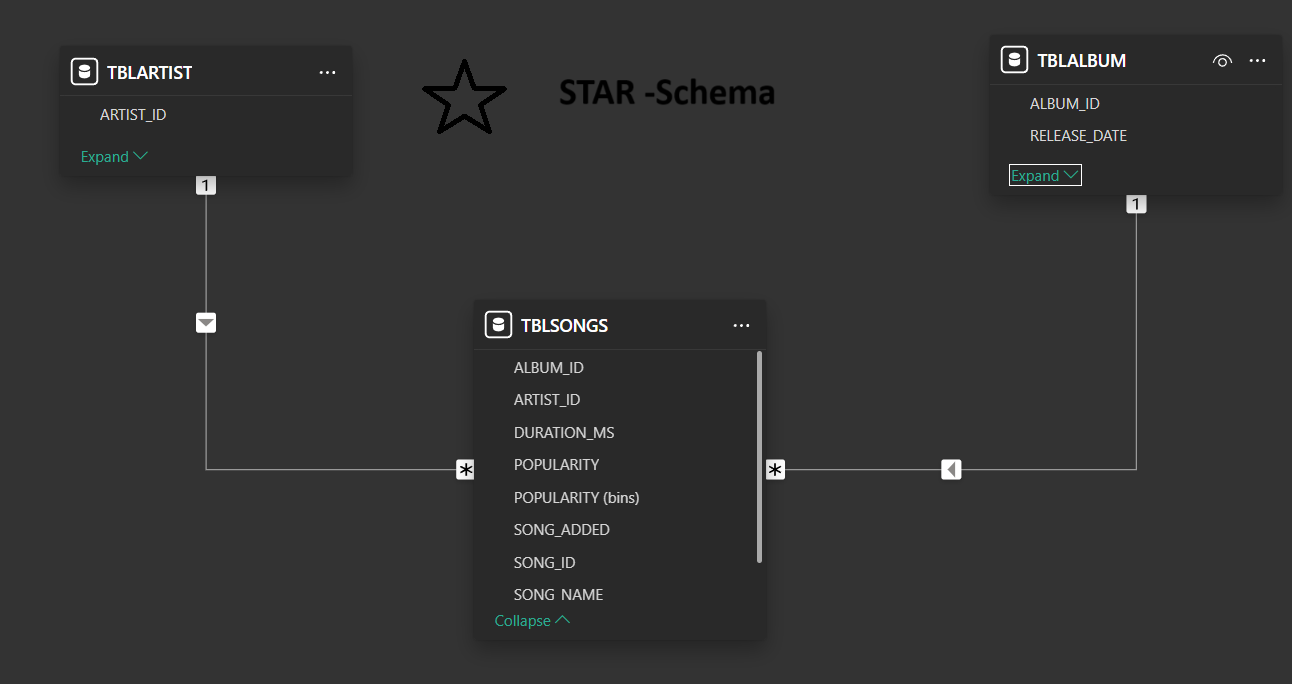 TBLARTIST
ARTIST_ID
Expand
1
STAR -Schema
TBLALBUM
ALBUM_ID
RELEASE_DATE
Expand
1
TBLSONGS
ALBUM_ID
ARTIST_ID
DURATION_MS
POPULARITY
POPULARITY (bins)
SONG_ADDED
SONG_ID
SONG_NAME
Collapse
*
*